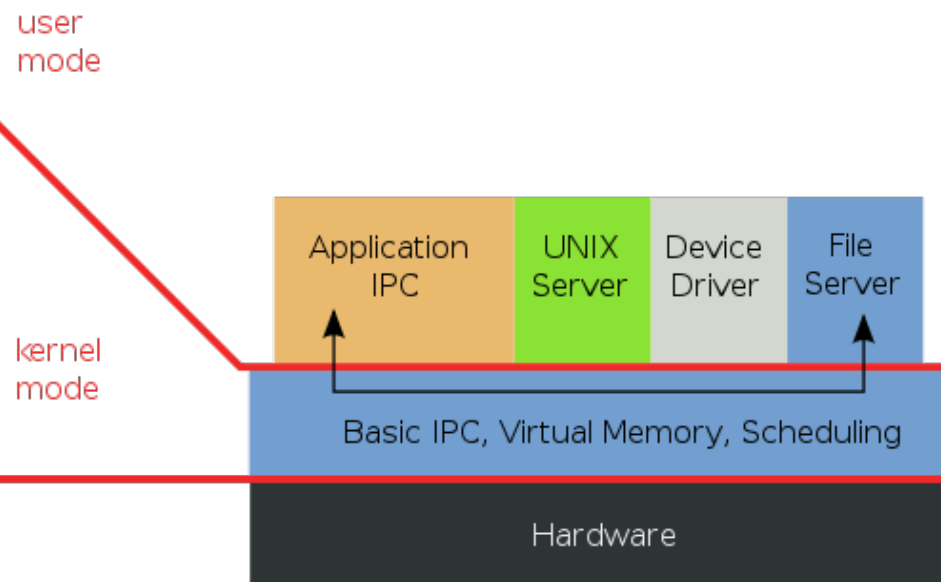 user
mode
Application
IPC
UNIX
Server
Device
Driver
File
Server
kernel
mode
Basic IPC, Virtual Memory, Scheduling
Hardware